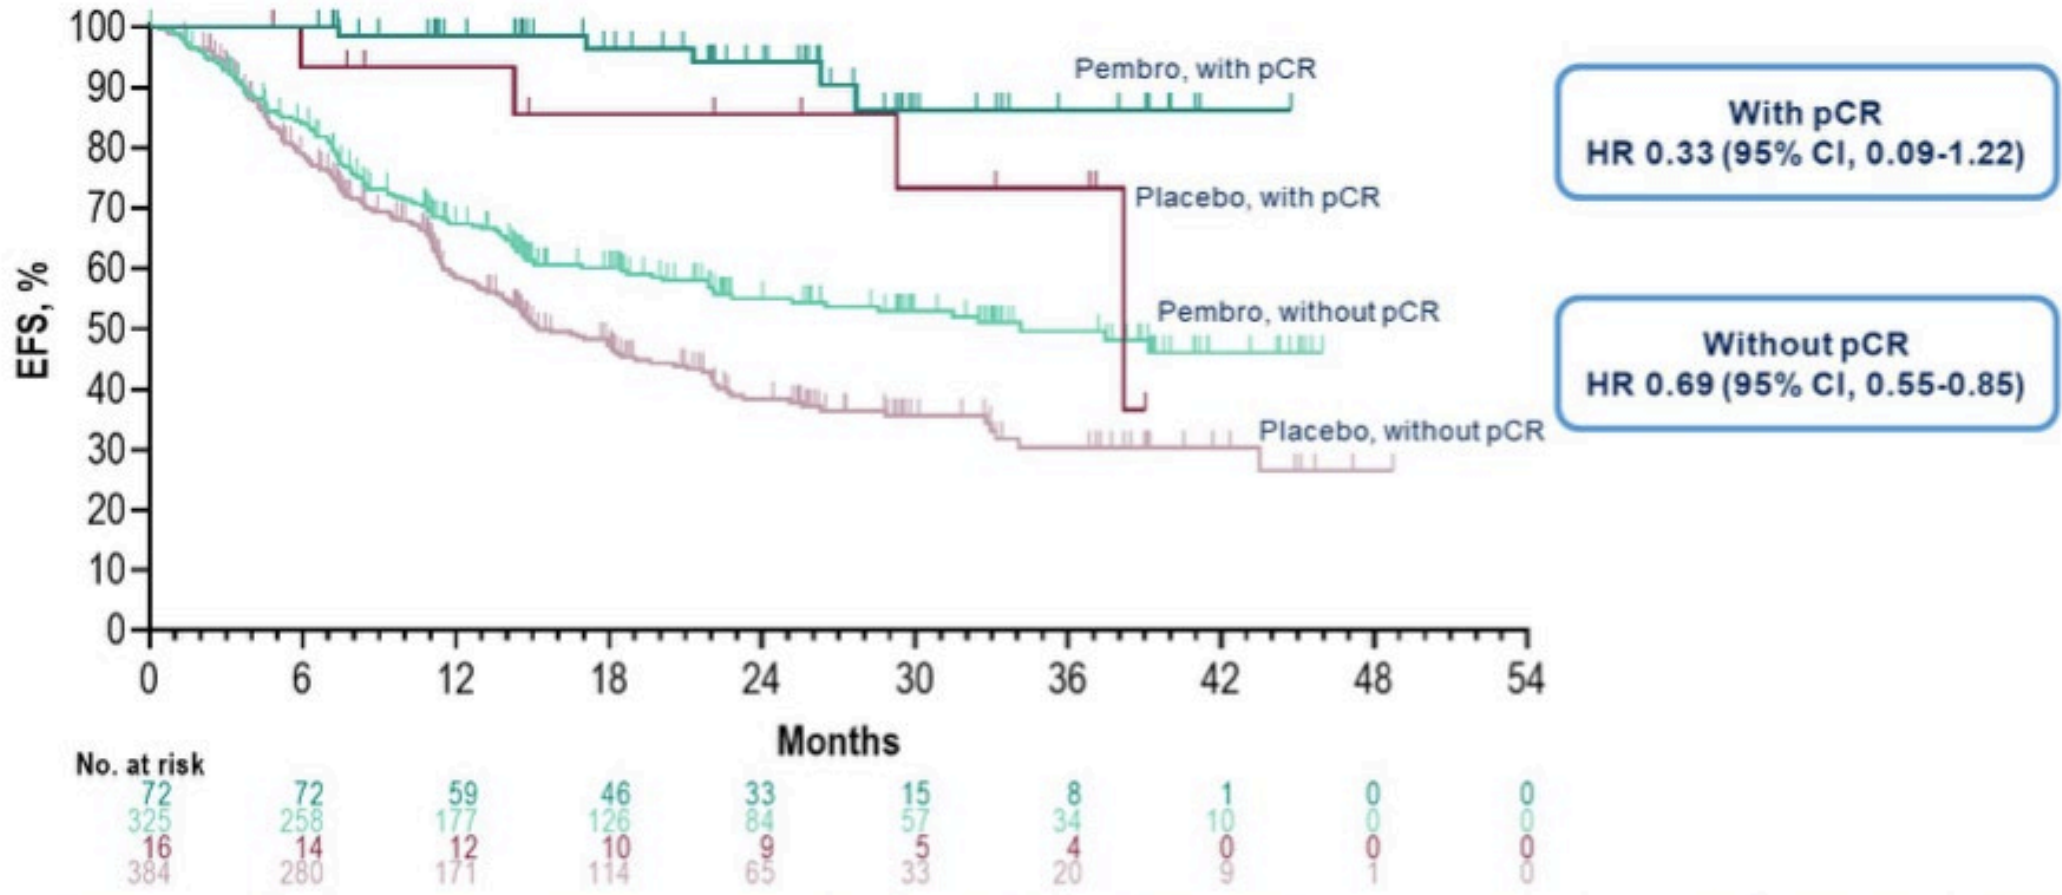 100
90
80
70
60
50
40
30
20
10
0
EFS, %
Pembro, with pCR
Placebo, with pCR
Pembro, without pCR
Placebo, without pCR
With pCR
HR 0.33 (95% CI, 0.09-1.22)
Without pCR
HR 0.69 (95% CI, 0.55-0.85)
0 6 12 18 24 30 36 42 48 54
Months
No. at risk
72 72 59 46 33 15 8 1 0 0
325 258 177 126 84 57 34 10 0 0
16 14 12 10 9 5 4 0 0 0
384 280 171 114 65 33 20 9 1 0